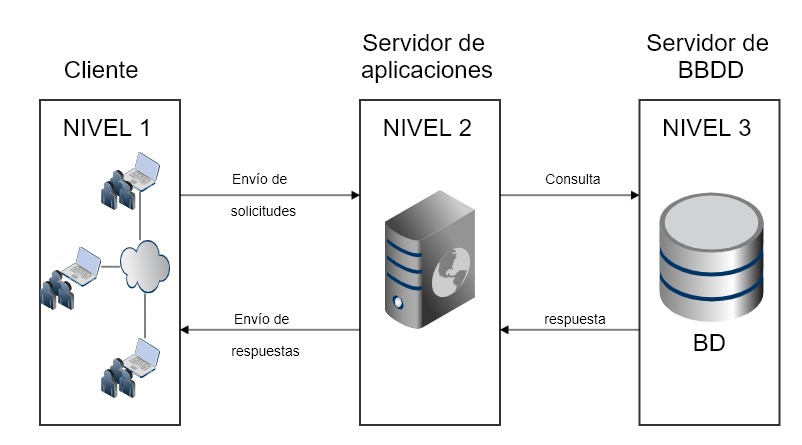 Cliente
Servidor de
aplicaciones
Servidor de
BBDD
NIVEL 1
NIVEL 2
NIVEL 3
Envío de
solicitudes
Consulta
Envío de
respuestas
respuesta
BD